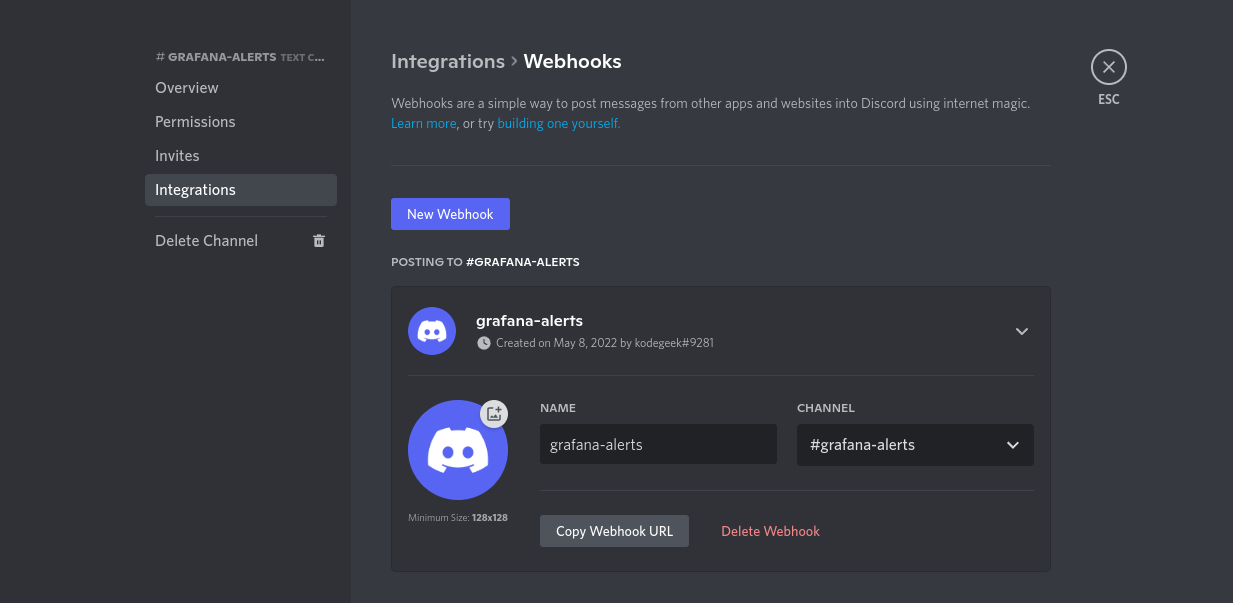 # GRAFANA-ALERTS TEXT C...
Overview
Permissions
Invites
Integrations
Delete Channel
Integrations > Webhooks
ESC
Webhooks are a simple way to post messages from other apps and websites into Discord using internet magic.
Learn more, or try building one yourself.
New Webhook
POSTING TO #GRAFANA-ALERTS
grafana-alerts
Created on May 8, 2022 by kodegeek#9281
NAME
CHANNEL
grafana-alerts
#grafana-alerts
Minimum Size: 128x128
Copy Webhook URL
Delete Webhook